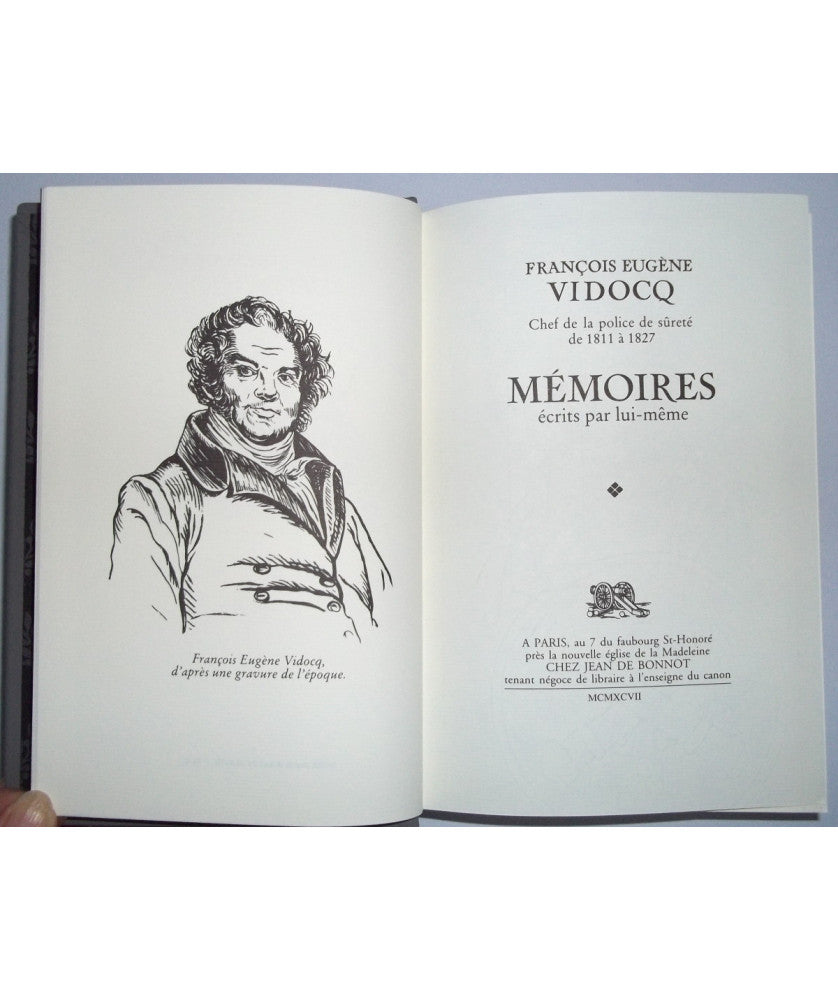 François Eugène Vidocq,
d'après une gravure de l'époque.
FRANÇOIS EUGÈNE
VIDOCQ
Chef de la police de sûreté
de 1811 à 1827
MÉMOIRES
écrits par lui-même
A PARIS, au 7 du faubourg St-Honoré
près la nouvelle église de la Madeleine
CHEZ JEAN DE BONNOT
tenant négoce de libraire à l'enseigne du canon
MCMXCVII